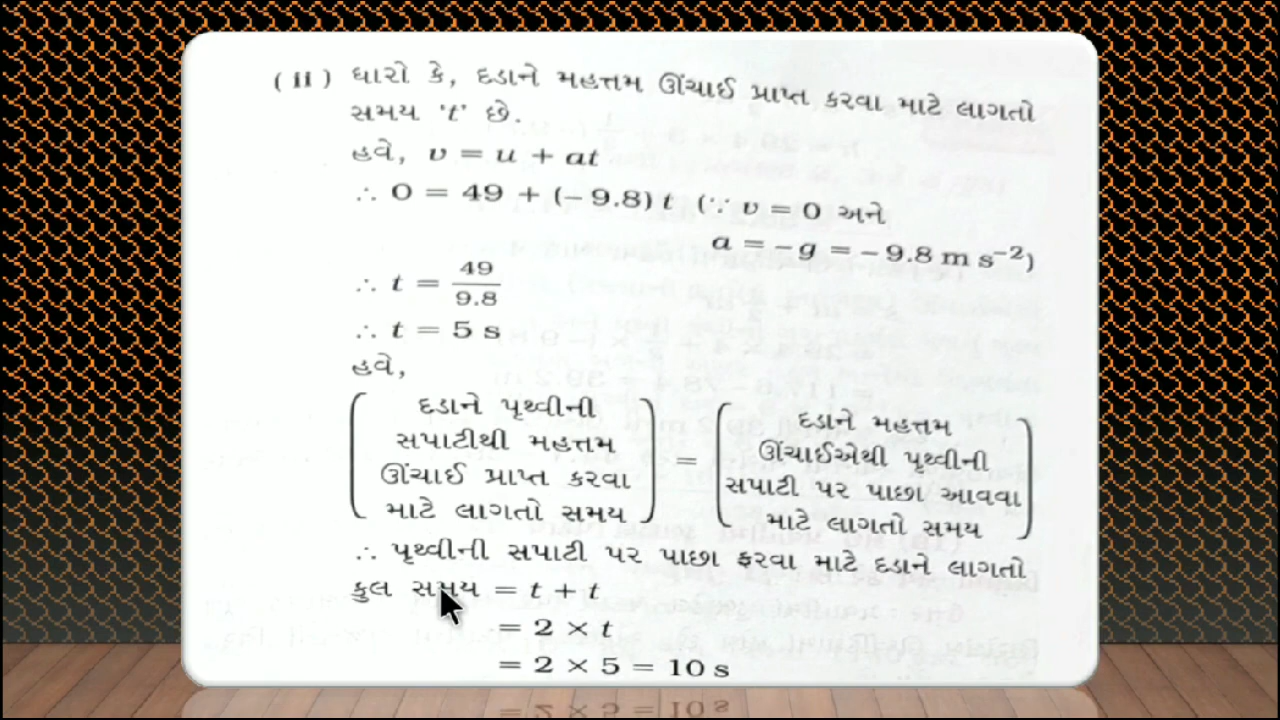 ( ii ) ધારો કે, દડાને મહત્તમ ઊંચાઈ પ્રાપ્ત કરવા માટે લાગતો
સમય ‘t’ છે.
હવે, v = u + at
∴ 0 = 49 + (– 9.8) t (∵ v = 0 અને
a = – g = – 9.8 m s⁻²)
∴ t = 49/9.8
∴ t = 5 s
હવે,
(દડાને પૃથ્વીની
સપાટીથી મહત્તમ
ઊંચાઈ પ્રાપ્ત કરવા
માટે લાગતો સમય)
=
(દડાને મહત્તમ
ઊંચાઈએથી પૃથ્વીની
સપાટી પર પાછા આવવા
માટે લાગતો સમય)
∴ પૃથ્વીની સપાટી પર પાછા ફરવા માટે દડાને લાગતો
કુલ સમય = t + t
= 2 × t
= 2 × 5 = 10 s